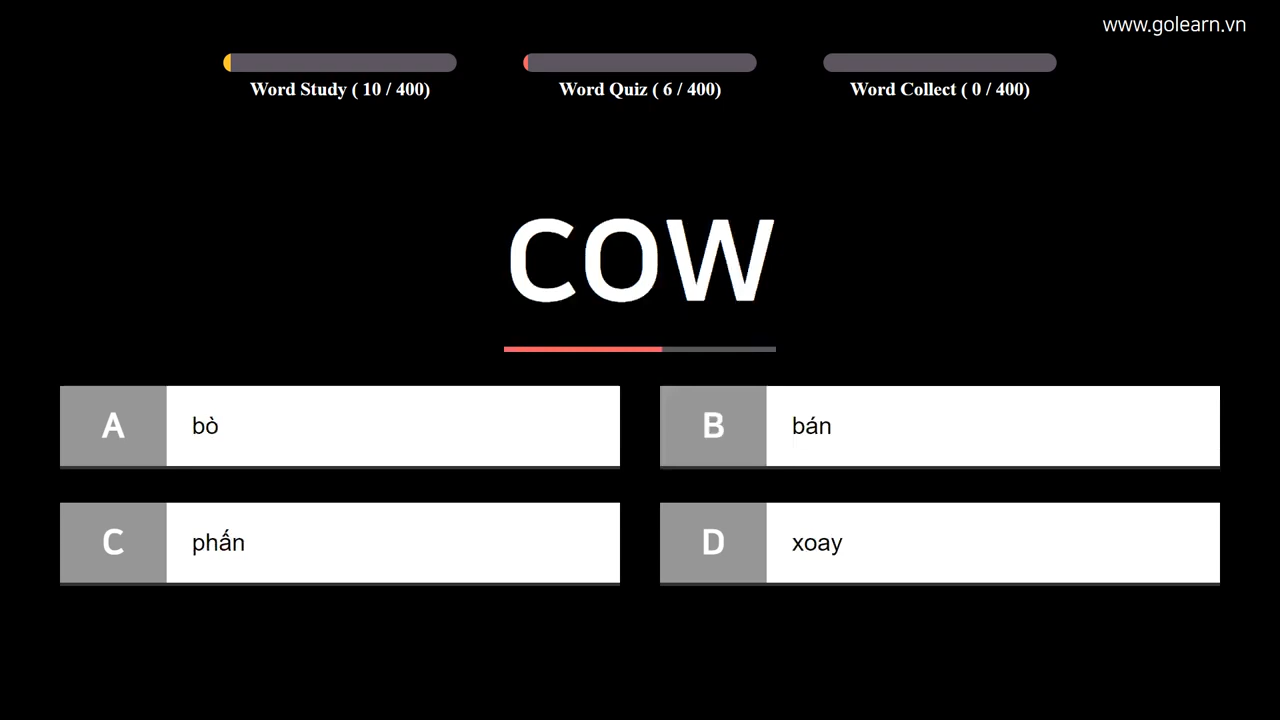 www.golearn.vn
Word Study ( 10 / 400)
Word Quiz ( 6 / 400)
Word Collect ( 0 / 400)
COW
A bò
B bán
C phấn
D xoay